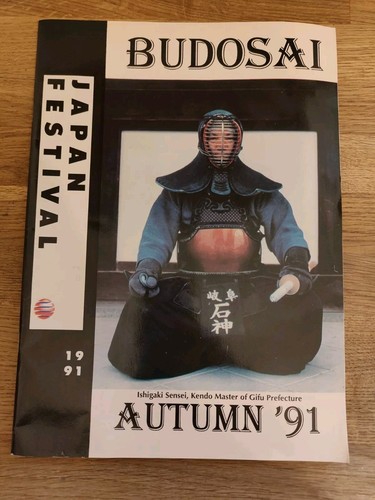 BUDOSAI
JAPAN
FESTIVAL
19
91
岐阜
石神
Ishigaki Sensei, Kendo Master of Gifu Prefecture
AUTUMN '91